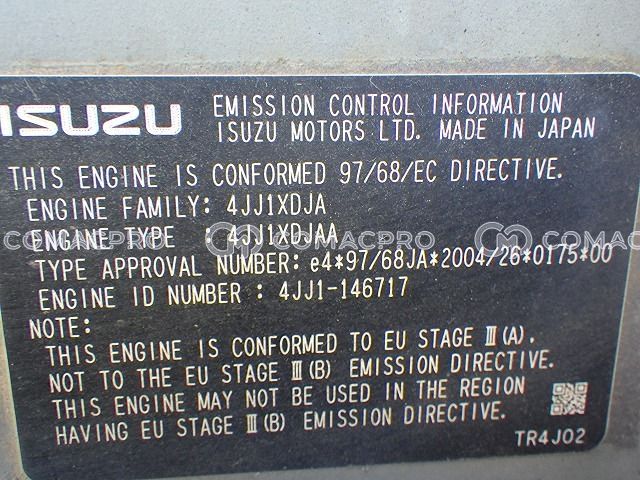 ISUZU EMISSION CONTROL INFORMATION
ISUZU MOTORS LTD. MADE IN JAPAN
THIS ENGINE IS CONFORMED 97/68/EC DIRECTIVE.
ENGINE FAMILY: 4JJ1XDJA
ENGINE TYPE : 4JJ1XDJAA
COMACPRO COMACPRO COMACPRO
TYPE APPROVAL NUMBER: e4*97/68JA*2004/26*0175*00
ENGINE ID NUMBER : 4JJ1-146717
NOTE:
THIS ENGINE IS CONFORMED TO EU STAGE Ⅲ(A).
NOT TO THE EU STAGE Ⅲ(B) EMISSION DIRECTIVE.
THIS ENGINE MAY NOT BE USED IN THE REGION
HAVING EU STAGE Ⅲ(B) EMISSION DIRECTIVE.
TR4J02